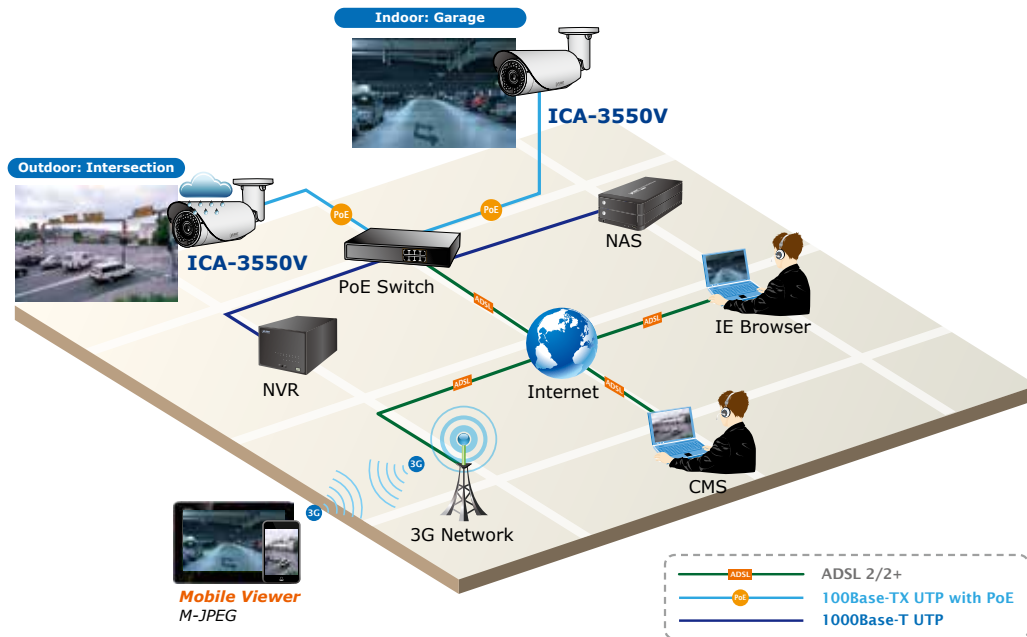 Indoor: Garage
ICA-3550V
Outdoor: Intersection
PoE
PoE
NAS
ICA-3550V
PoE Switch
ADSL
IE Browser
ADSL
NVR
ADSL
Internet
ADSL
3G
CMS
3G
3G Network
Mobile Viewer
M-JPEG
ADSL
ADSL 2/2+
PoE
100Base-TX UTP with PoE
1000Base-T UTP